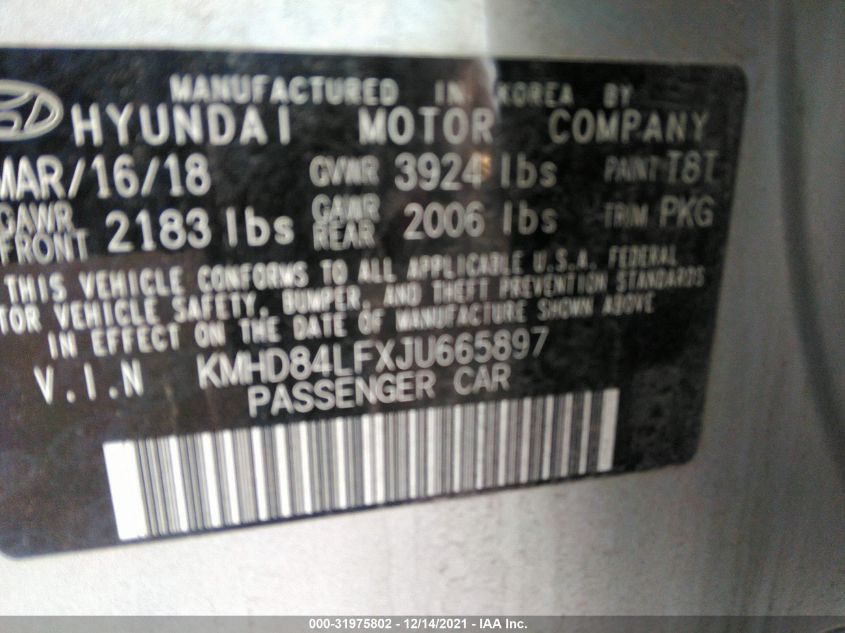 MANUFACTURED IN KOREA BY
HYUNDAI MOTOR COMPANY
MAR/16/18 GVWR 3924 lbs PAINT T8T
GAWR FRONT 2183 lbs GAWR REAR 2006 lbs TRIM PKG
THIS VEHICLE CONFORMS TO ALL APPLICABLE U.S.A. FEDERAL
MOTOR VEHICLE SAFETY, BUMPER, AND THEFT PREVENTION STANDARDS
IN EFFECT ON THE DATE OF MANUFACTURE SHOWN ABOVE
V.I.N KMHD84LFXJU665897
PASSENGER CAR
000-31975802 - 12/14/2021 - IAA Inc.